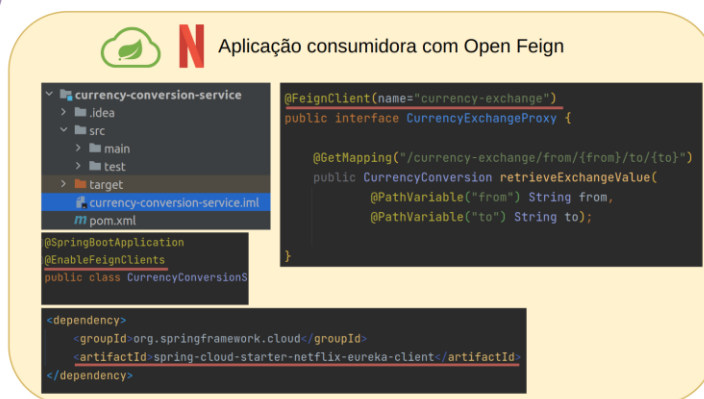 Aplicação consumidora com Open Feign
currency-conversion-service
.idea
src
main
test
target
currency-conversion-service.iml
pom.xml
@FeignClient(name="currency-exchange")
public interface CurrencyExchangeProxy {
@GetMapping("/currency-exchange/from/{from}/to/{to}")
public CurrencyConversion retrieveExchangeValue(
@PathVariable("from") String from,
@PathVariable("to") String to);
}
@SpringBootApplication
@EnableFeignClients
public class CurrencyConversionS
<dependency>
<groupId>org.springframework.cloud</groupId>
<artifactId>spring-cloud-starter-netflix-eureka-client</artifactId>
</dependency>